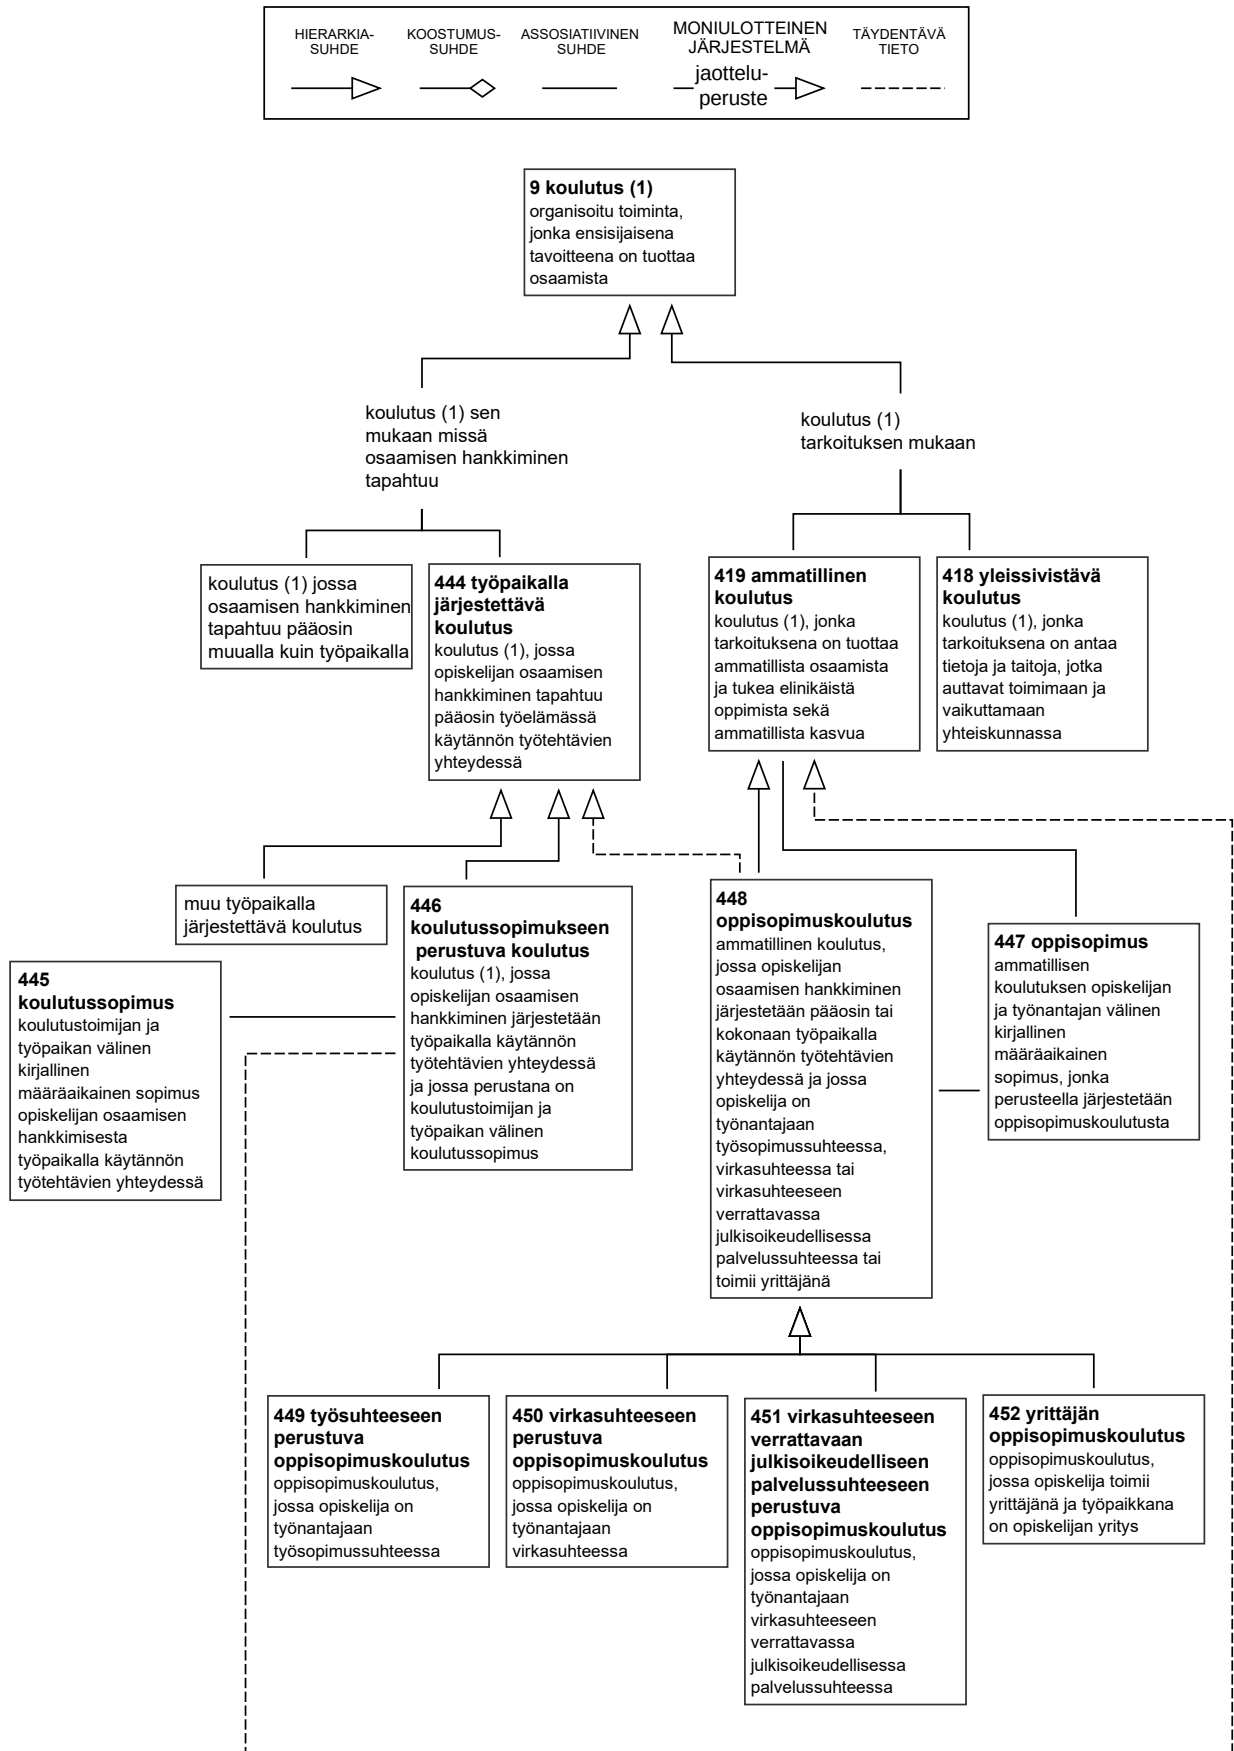 HIERARKIA-
SUHDE
KOOSTUMUS-
SUHDE
ASSOSIATIIVINEN
SUHDE
MONIULOTTEINEN
JÄRJESTELMÄ
jaottelu-
peruste
TÄYDENTÄVÄ
TIETO
9 koulutus (1)
organisoitu toiminta,
jonka ensisijaisena
tavoitteena on tuottaa
osaamista
koulutus (1) sen
mukaan missä
osaamisen hankkiminen
tapahtuu
koulutus (1)
tarkoituksen mukaan
koulutus (1) jossa
osaamisen hankkiminen
tapahtuu pääosin
muualla kuin työpaikalla
444 työpaikalla
järjestettävä
koulutus
koulutus (1), jossa
opiskelijan osaamisen
hankkiminen tapahtuu
pääosin työelämässä
käytännön työtehtävien
yhteydessä
419 ammatillinen
koulutus
koulutus (1), jonka
tarkoituksena on tuottaa
ammatillista osaamista
ja tukea elinikäistä
oppimista sekä
ammatillista kasvua
418 yleissivistävä
koulutus
koulutus (1), jonka
tarkoituksena on antaa
tietoja ja taitoja, jotka
auttavat toimimaan ja
vaikuttamaan
yhteiskunnassa
muu työpaikalla
järjestettävä koulutus
446
koulutussopimukseen
perustuva koulutus
koulutus (1), jossa
opiskelijan osaamisen
hankkiminen järjestetään
työpaikalla käytännön
työtehtävien yhteydessä
ja jossa perustana on
koulutustoimijan ja
työpaikan välinen
koulutussopimus
448
oppisopimuskoulutus
ammatillinen koulutus,
jossa opiskelijan
osaamisen hankkiminen
järjestetään pääosin tai
kokonaan työpaikalla
käytännön työtehtävien
yhteydessä ja jossa
opiskelija on
työnantajaan
työsopimussuhteessa,
virkasuhteessa tai
virkasuhteeseen
verrattavassa
julkisoikeudellisessa
palvelussuhteessa tai
toimii yrittäjänä
447 oppisopimus
ammatillisen
koulutuksen opiskelijan
ja työnantajan välinen
kirjallinen
määräaikainen
sopimus, jonka
perusteella järjestetään
oppisopimuskoulutusta
445
koulutussopimus
koulutustoimijan ja
työpaikan välinen
kirjallinen
määräaikainen sopimus
opiskelijan osaamisen
hankkimisesta
työpaikalla käytännön
työtehtävien yhteydessä
449 työsuhteeseen
perustuva
oppisopimuskoulutus
oppisopimuskoulutus,
jossa opiskelija on
työnantajaan
työsopimussuhteessa
450 virkasuhteeseen
perustuva
oppisopimuskoulutus
oppisopimuskoulutus,
jossa opiskelija on
työnantajaan
virkasuhteessa
451 virkasuhteeseen
verrattavaan
julkisoikeudelliseen
palvelussuhteeseen
perustuva
oppisopimuskoulutus
oppisopimuskoulutus,
jossa opiskelija on
työnantajaan
virkasuhteeseen
verrattavassa
julkisoikeudellisessa
palvelussuhteessa
452 yrittäjän
oppisopimuskoulutus
oppisopimuskoulutus,
jossa opiskelija toimii
yrittäjänä ja työpaikkana
on opiskelijan yritys